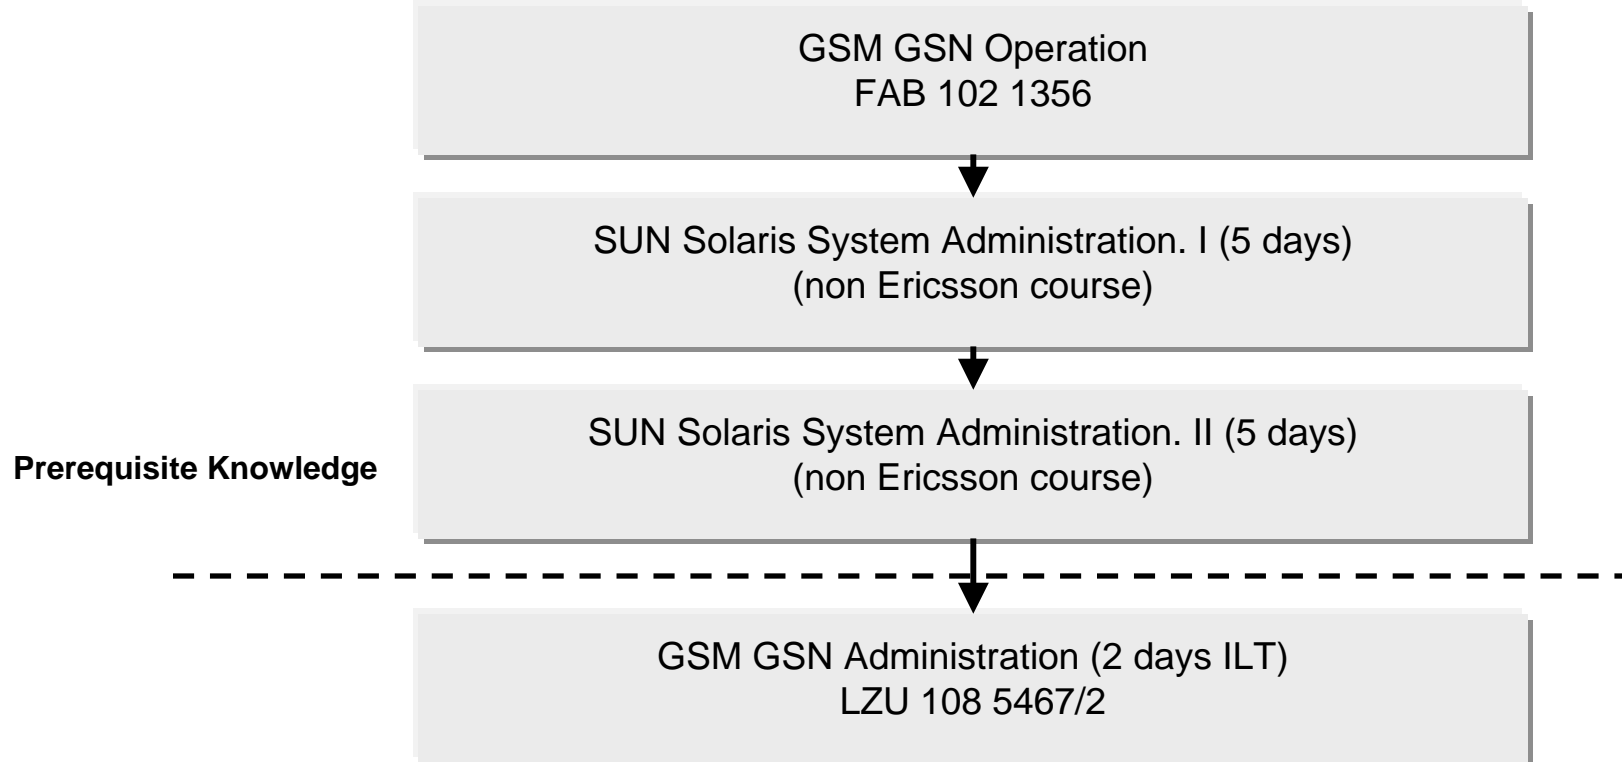 GSM GSN Operation
FAB 102 1356
SUN Solaris System Administration. I (5 days)
(non Ericsson course)
SUN Solaris System Administration. II (5 days)
(non Ericsson course)
Prerequisite Knowledge
GSM GSN Administration (2 days ILT)
LZU 108 5467/2